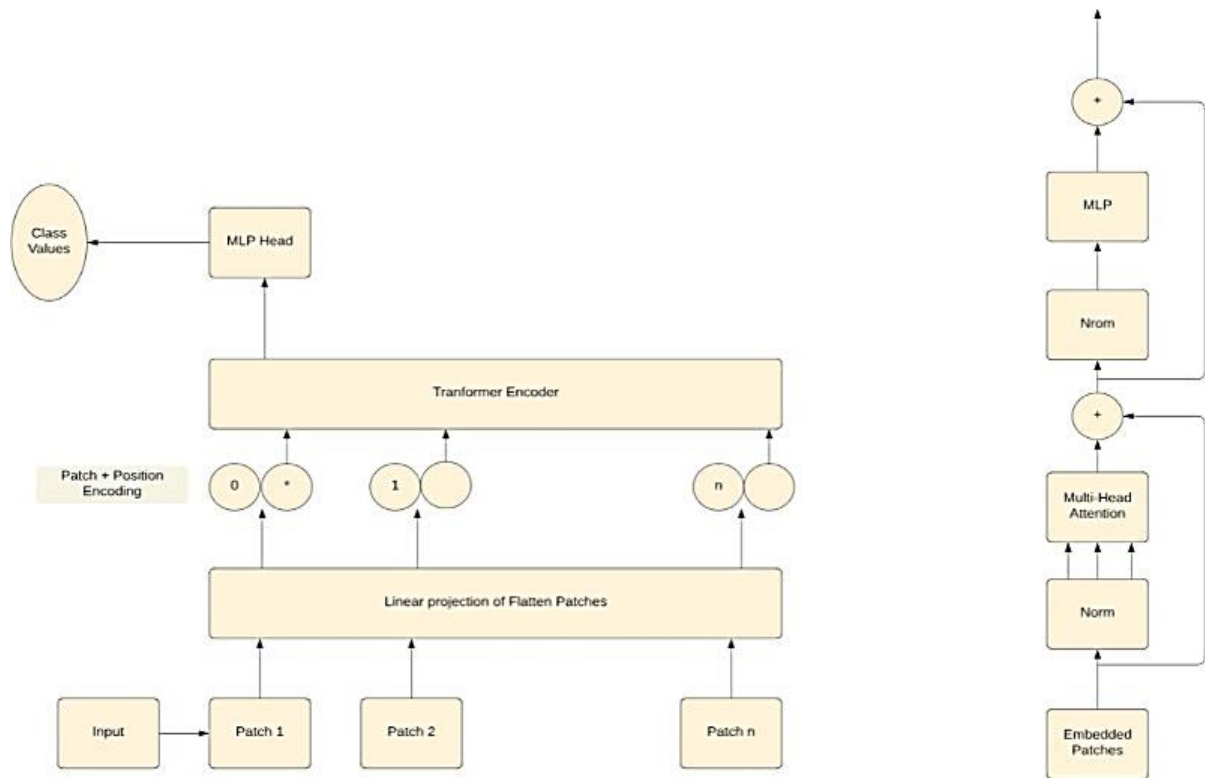 +
Class
Values
MLP Head
MLP
Nrom
Tranformer Encoder
+
Patch + Position
Encoding
0
*
1
n
Multi-Head
Attention
Linear projection of Flatten Patches
Norm
Input
Patch 1
Patch 2
Patch n
Embedded
Patches